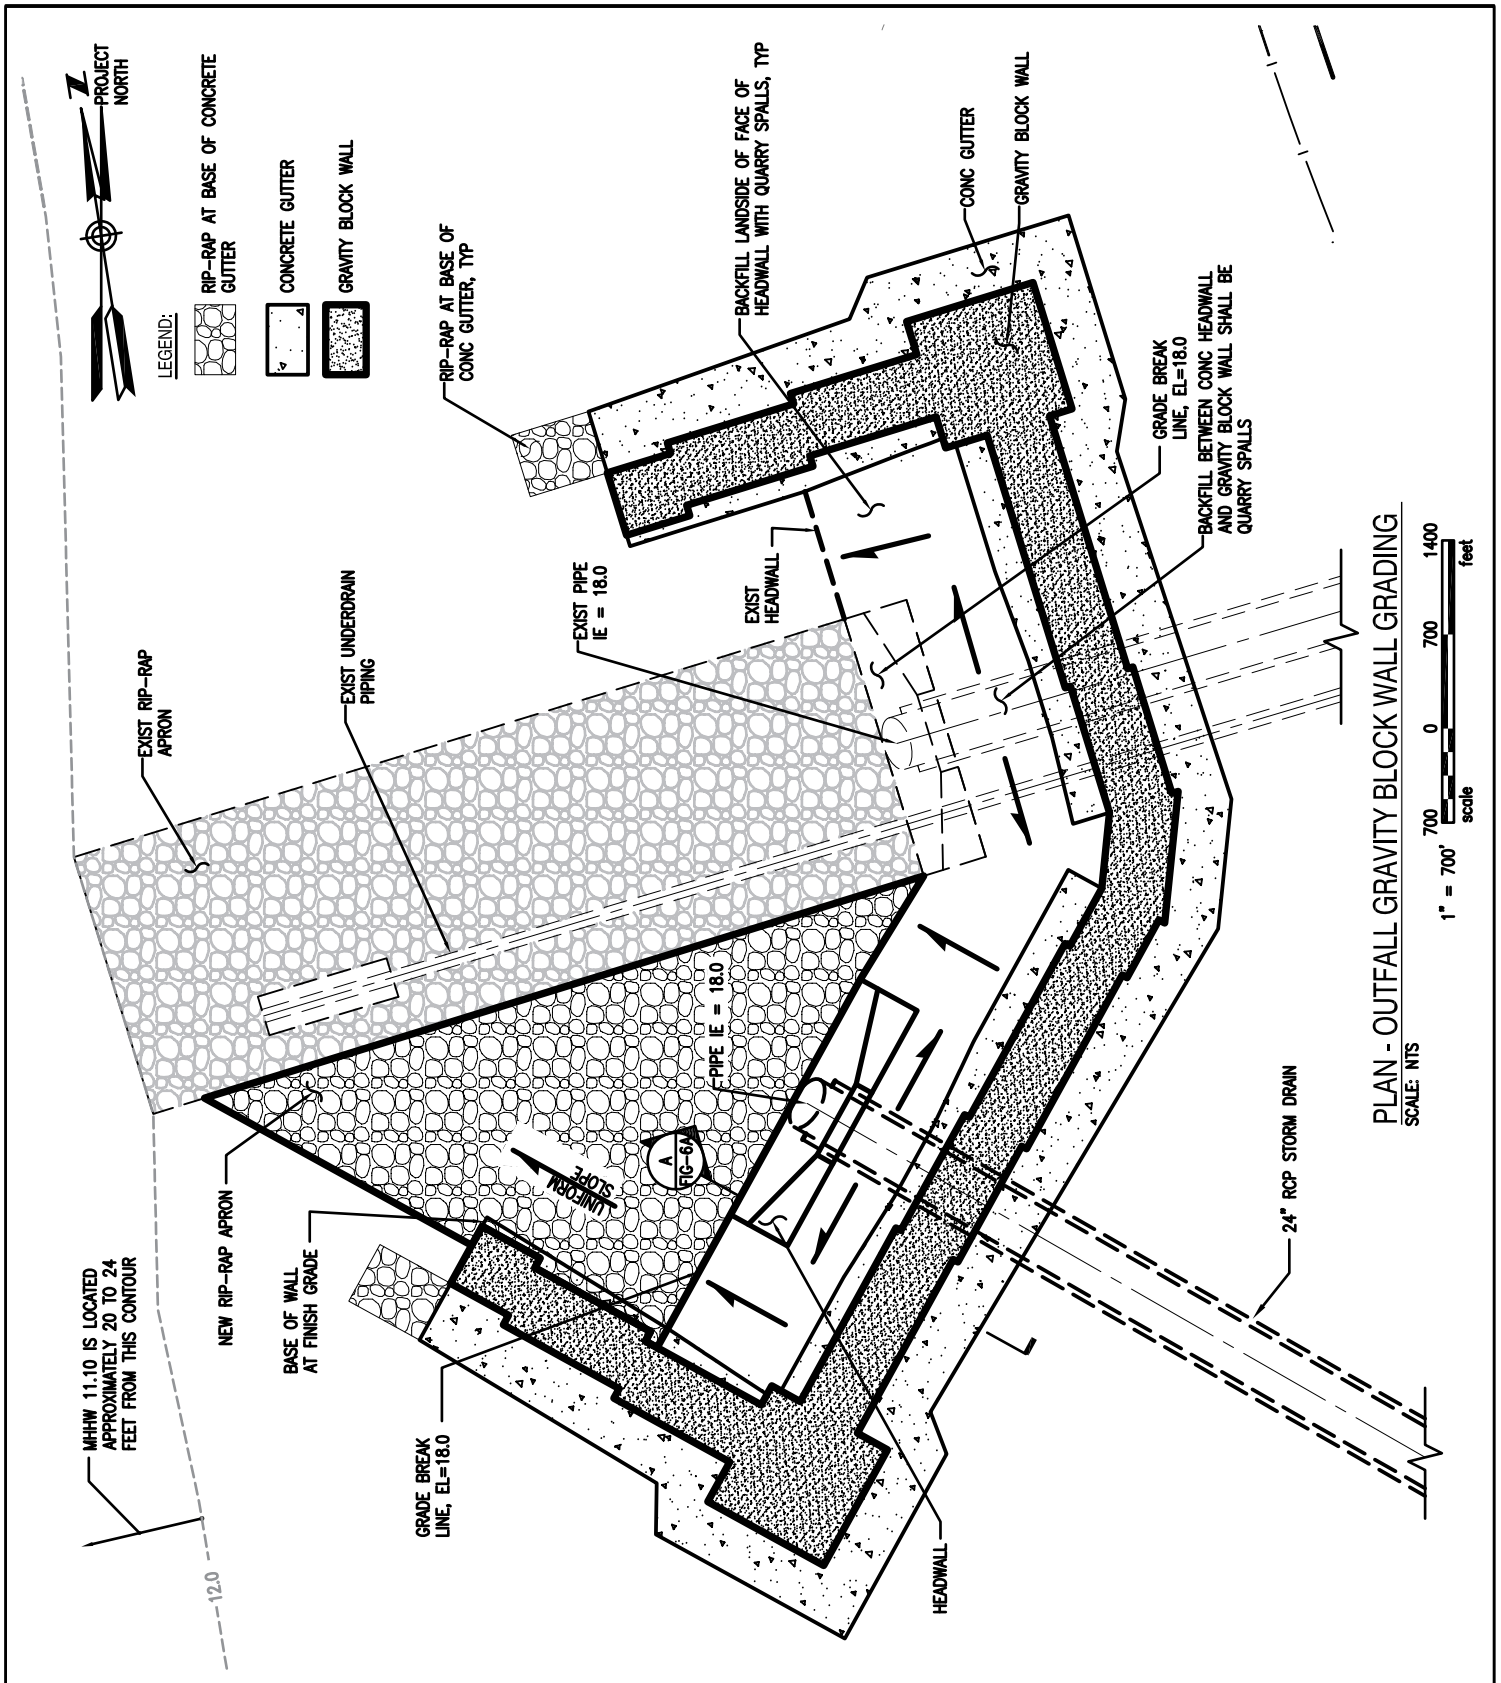 PROJECT
NORTH
LEGEND:
RIP-RAP AT BASE OF CONCRETE
GUTTER
CONCRETE GUTTER
GRAVITY BLOCK WALL
MHHW 11.10 IS LOCATED
APPROXIMATELY 20 TO 24
FEET FROM THIS CONTOUR
12.0
EXIST RIP-RAP
APRON
NEW RIP-RAP APRON
BASE OF WALL
AT FINISH GRADE
EXIST UNDERDRAIN
PIPING
RIP-RAP AT BASE OF
CONC GUTTER, TYP
GRADE BREAK
LINE, EL=18.0
UNIFORM
SLOPE
A
FIG-6A
PIPE IE = 18.0
EXIST PIPE
IE = 18.0
EXIST
HEADWALL
BACKFILL LANDSIDE OF FACE OF
HEADWALL WITH QUARRY SPALLS, TYP
CONC GUTTER
GRAVITY BLOCK WALL
GRADE BREAK
LINE, EL=18.0
BACKFILL BETWEEN CONC HEADWALL
AND GRAVITY BLOCK WALL SHALL BE
QUARRY SPALLS
HEADWALL
24" RCP STORM DRAIN
PLAN - OUTFALL GRAVITY BLOCK WALL GRADING
SCALE: NTS
1" = 700'
700 0 700 1400
scale feet